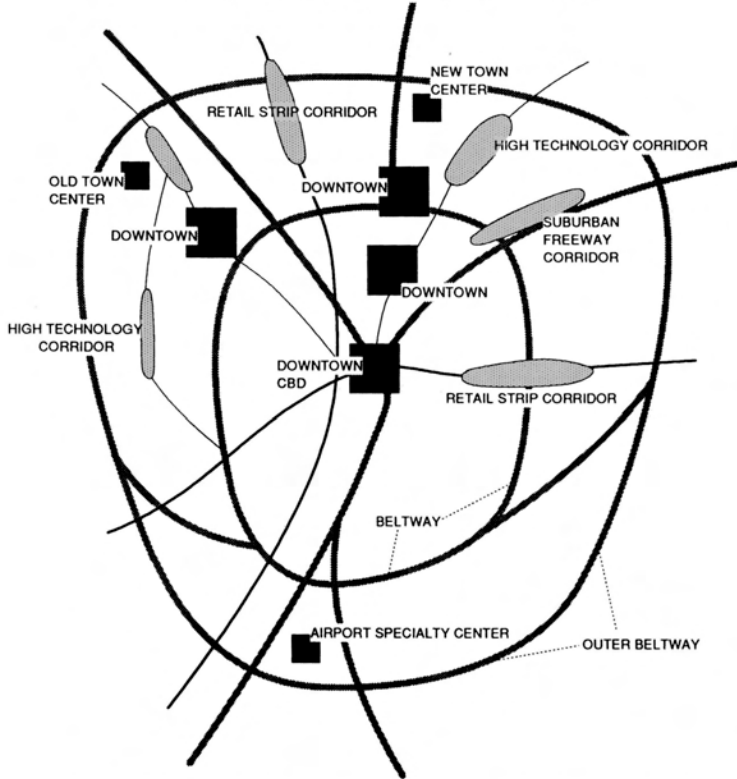 NEW TOWN
CENTER
RETAIL STRIP CORRIDOR
HIGH TECHNOLOGY CORRIDOR
OLD TOWN
CENTER
DOWNTOWN
DOWNTOWN
SUBURBAN
FREEWAY
CORRIDOR
DOWNTOWN
HIGH TECHNOLOGY
CORRIDOR
DOWNTOWN
CBD
RETAIL STRIP CORRIDOR
BELTWAY
AIRPORT SPECIALTY CENTER
OUTER BELTWAY